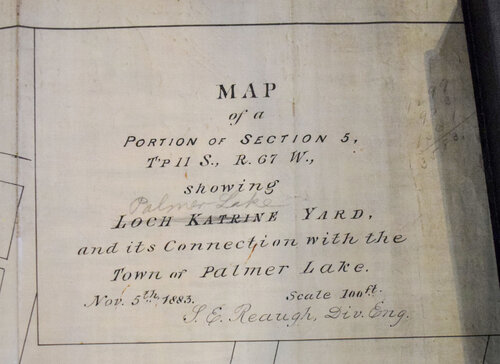 MAP
of a
PORTION OF SECTION 5,
T'P 11 S., R. 67 W.,
showing
Palmer Lake
LOCH KATRINE YARD,
and its Connection with the
Town of Palmer Lake.
Nov. 5th, 1883. Scale 100ft.
S. E. Reaugh, Div. Eng.